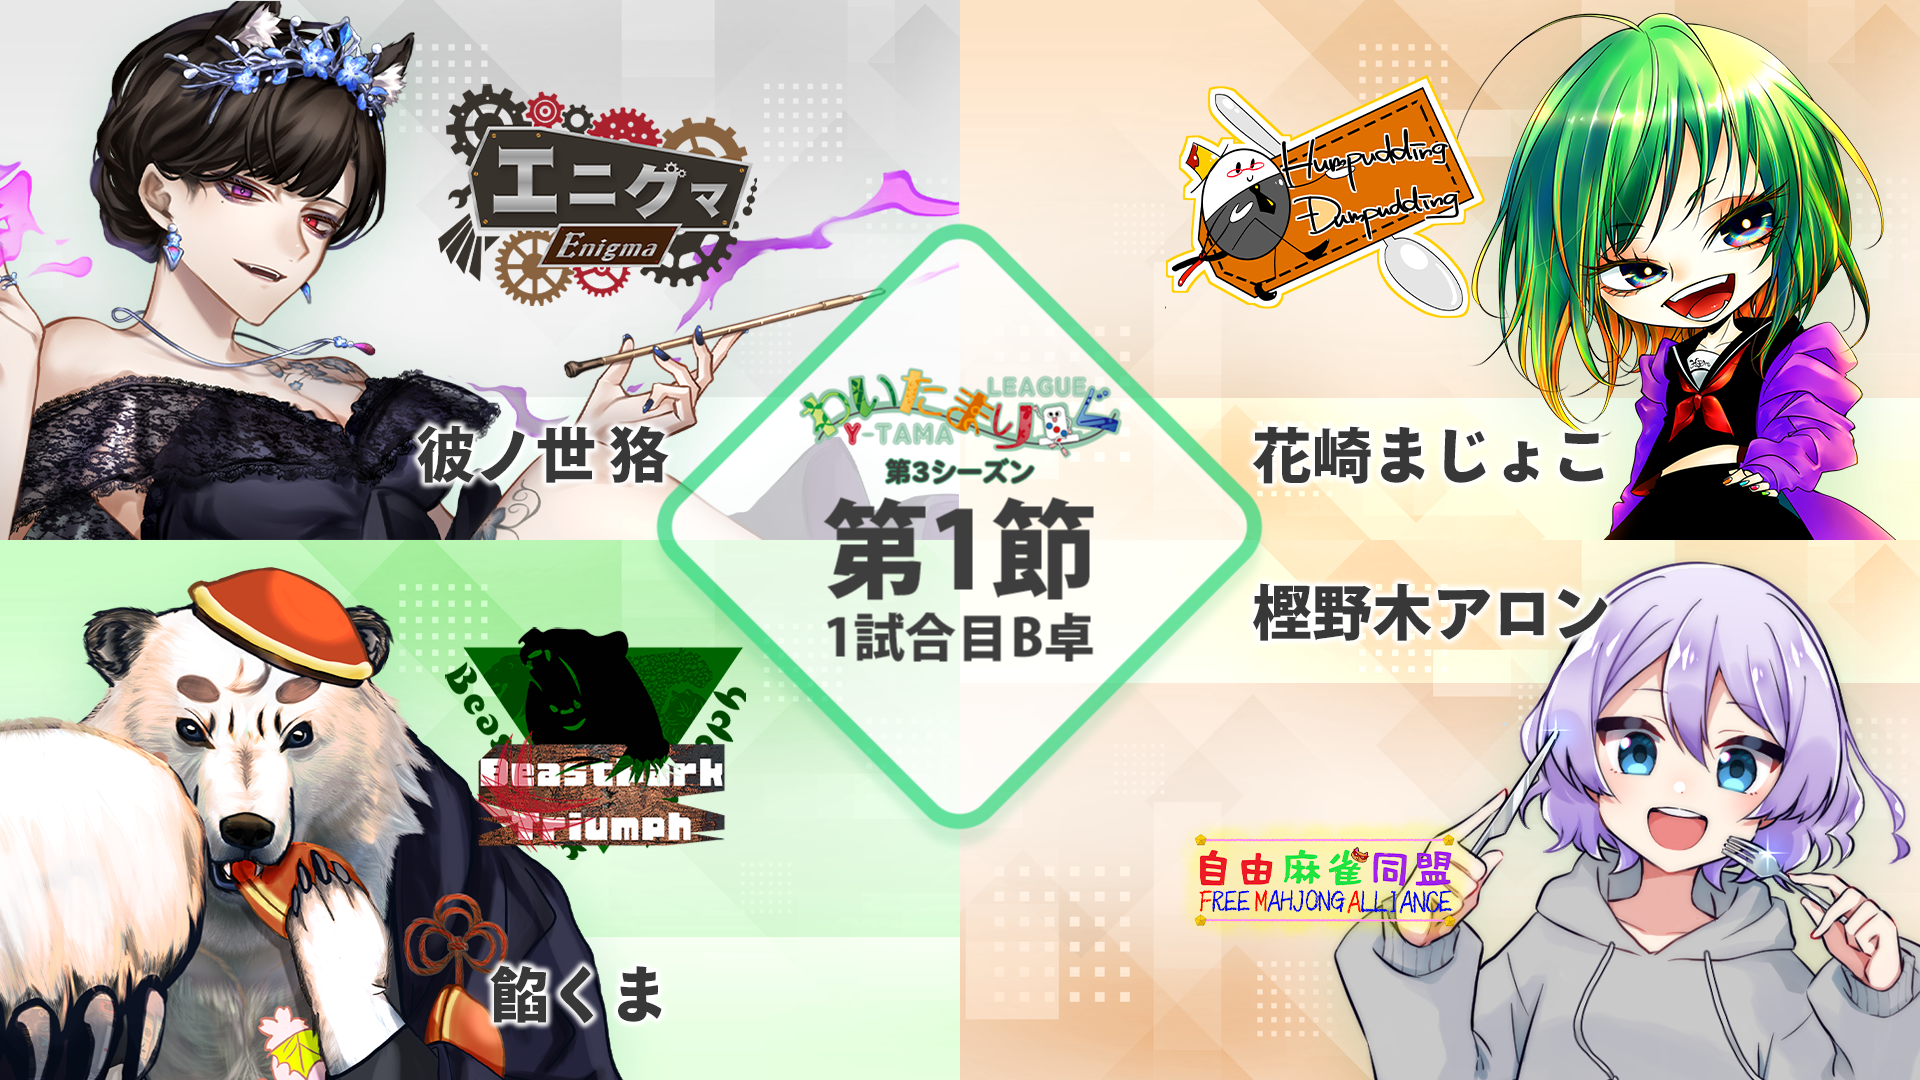 エニグマ
Enigma
彼ノ世 狢
Humpudding
Dumpudding
花崎まじょこ
わいたまりーぐ
LEAGUE
Y-TAMA
第3シーズン
第1節
1試合目B卓
Beastmark
Triumph
餡くま
樫野木アロン
自由麻雀同盟
FREE MAHJONG ALLIANCE